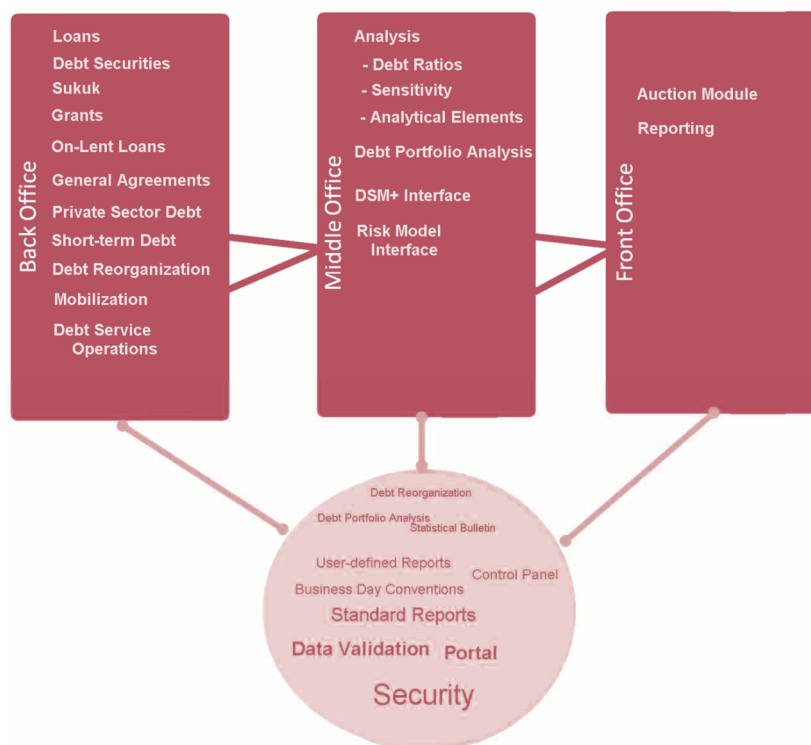 Back Office
Loans
Debt Securities
Sukuk
Grants
On-Lent Loans
General Agreements
Private Sector Debt
Short-term Debt
Debt Reorganization
Mobilization
Debt Service
Operations
Middle Office
Analysis
- Debt Ratios
- Sensitivity
- Analytical Elements
Debt Portfolio Analysis
DSM+ Interface
Risk Model
Interface
Front Office
Auction Module
Reporting
Debt Reorganization
Debt Portfolio Analysis
Statistical Bulletin
User-defined Reports
Control Panel
Business Day Conventions
Standard Reports
Data Validation
Portal
Security